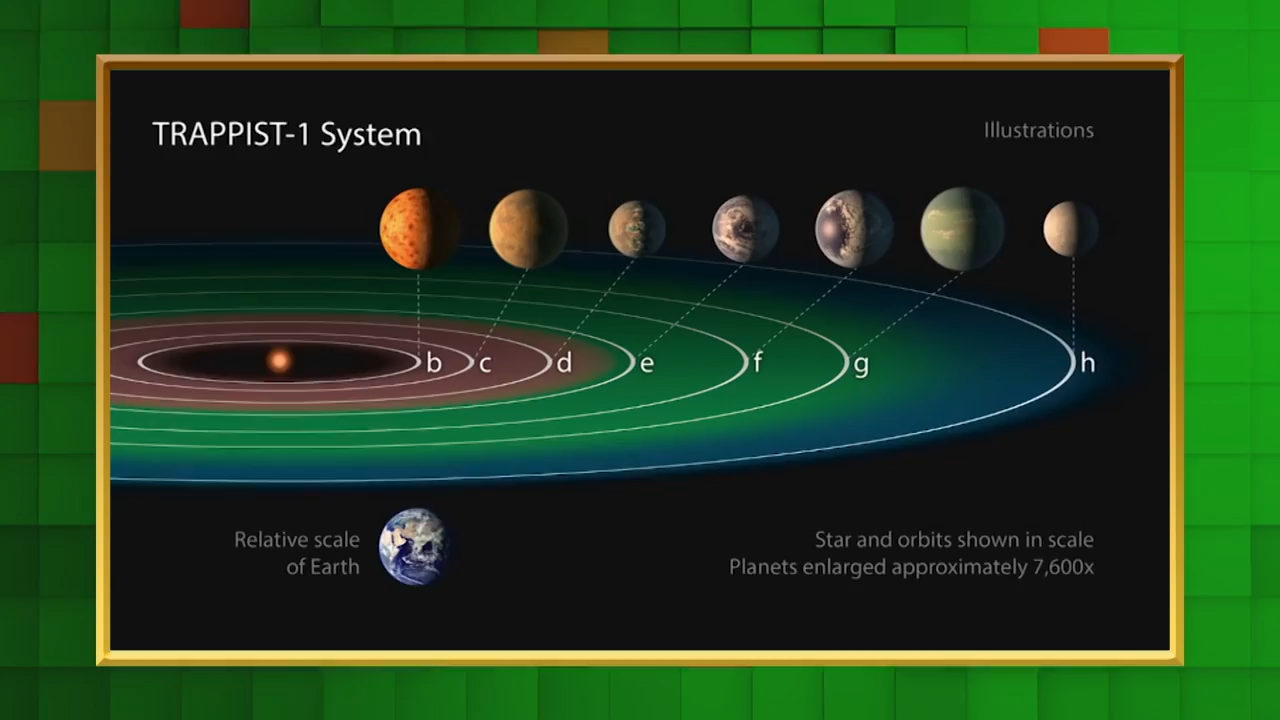 TRAPPIST-1 System
Illustrations
b c d e f g h
Relative scale
of Earth
Star and orbits shown in scale
Planets enlarged approximately 7,600x